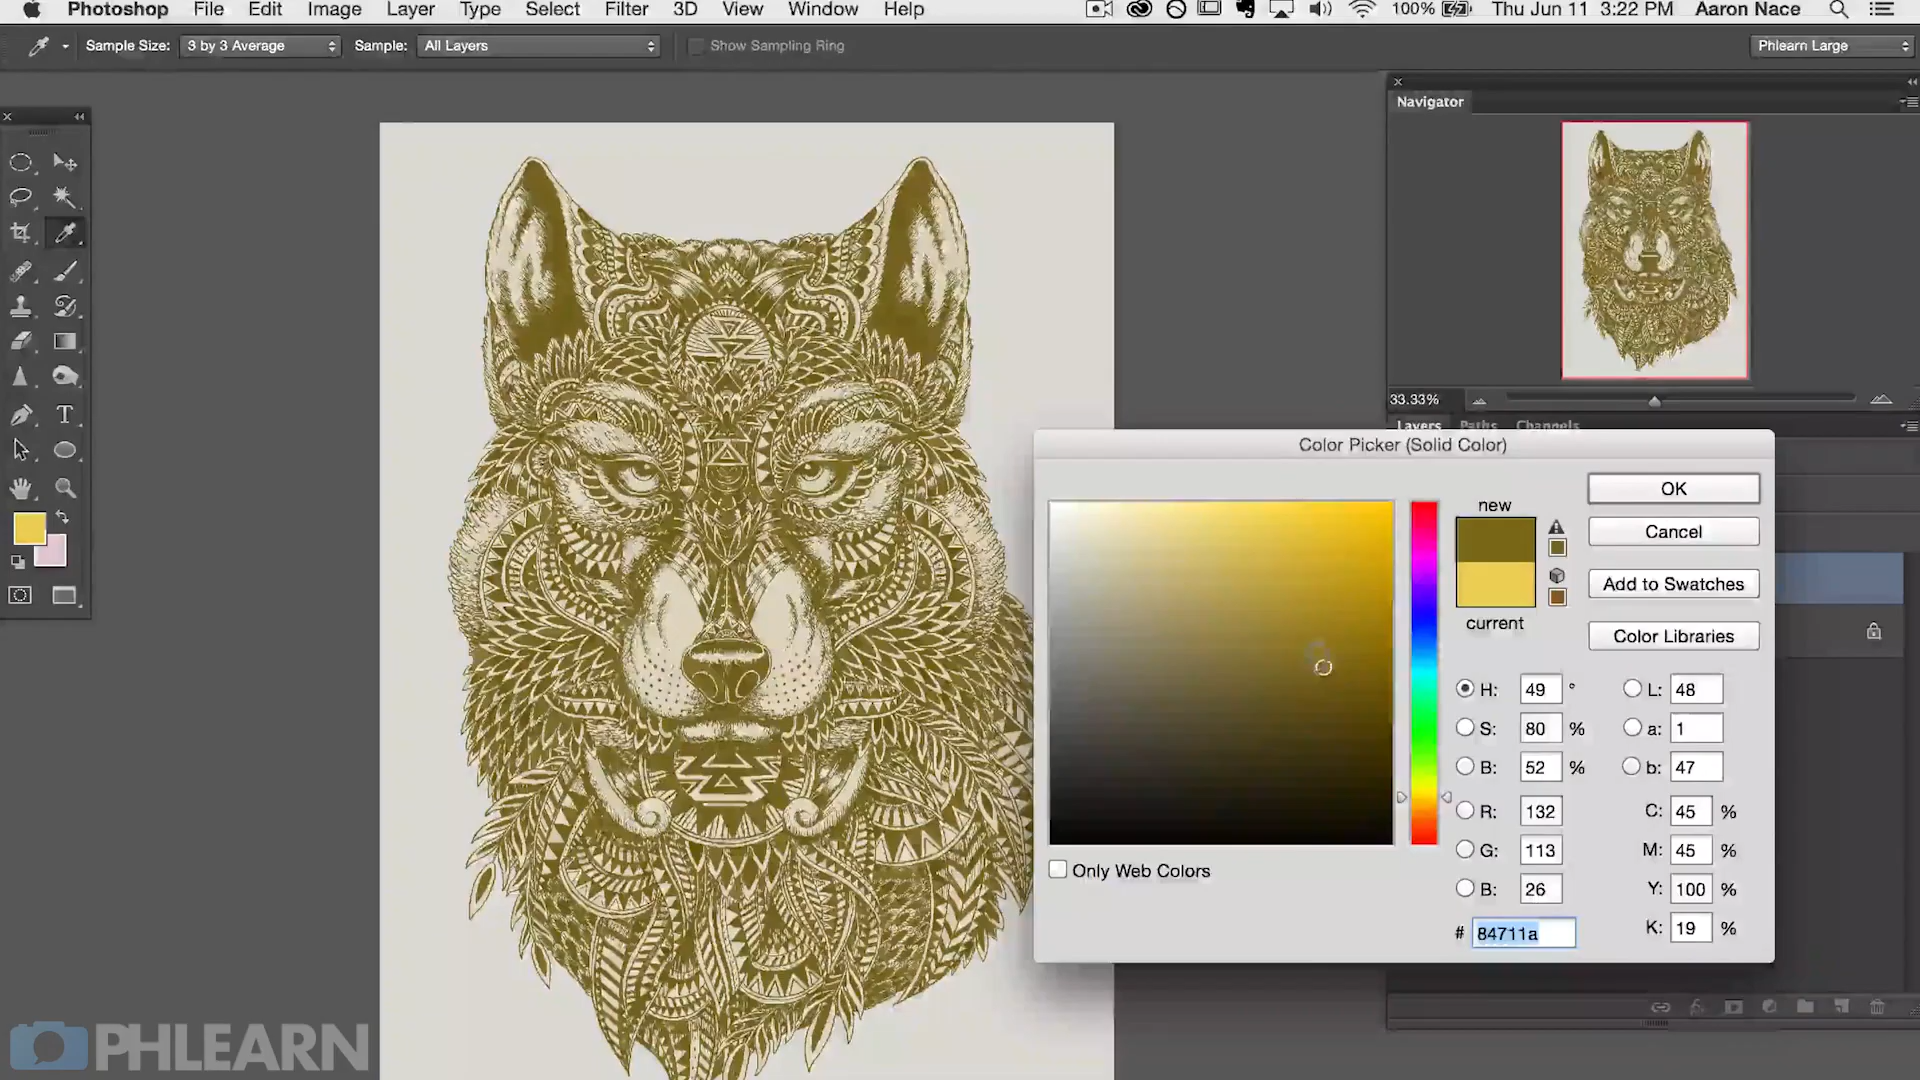 Photoshop File Edit Image Layer Type Select Filter 3D View Window Help 100% Thu Jun 11 3:22 PM Aaron Nace
Sample Size: 3 by 3 Average Sample: All Layers Show Sampling Ring Phlearn Large
Navigator
33.33%
Layers Paths Channels
Color Picker (Solid Color)
new
current
OK
Cancel
Add to Swatches
Color Libraries
H: 49 ° L: 48
S: 80 % a: 1
B: 52 % b: 47
R: 132 C: 45 %
G: 113 M: 45 %
B: 26 Y: 100 %
# 84711a K: 19 %
Only Web Colors
T
PHLEARN